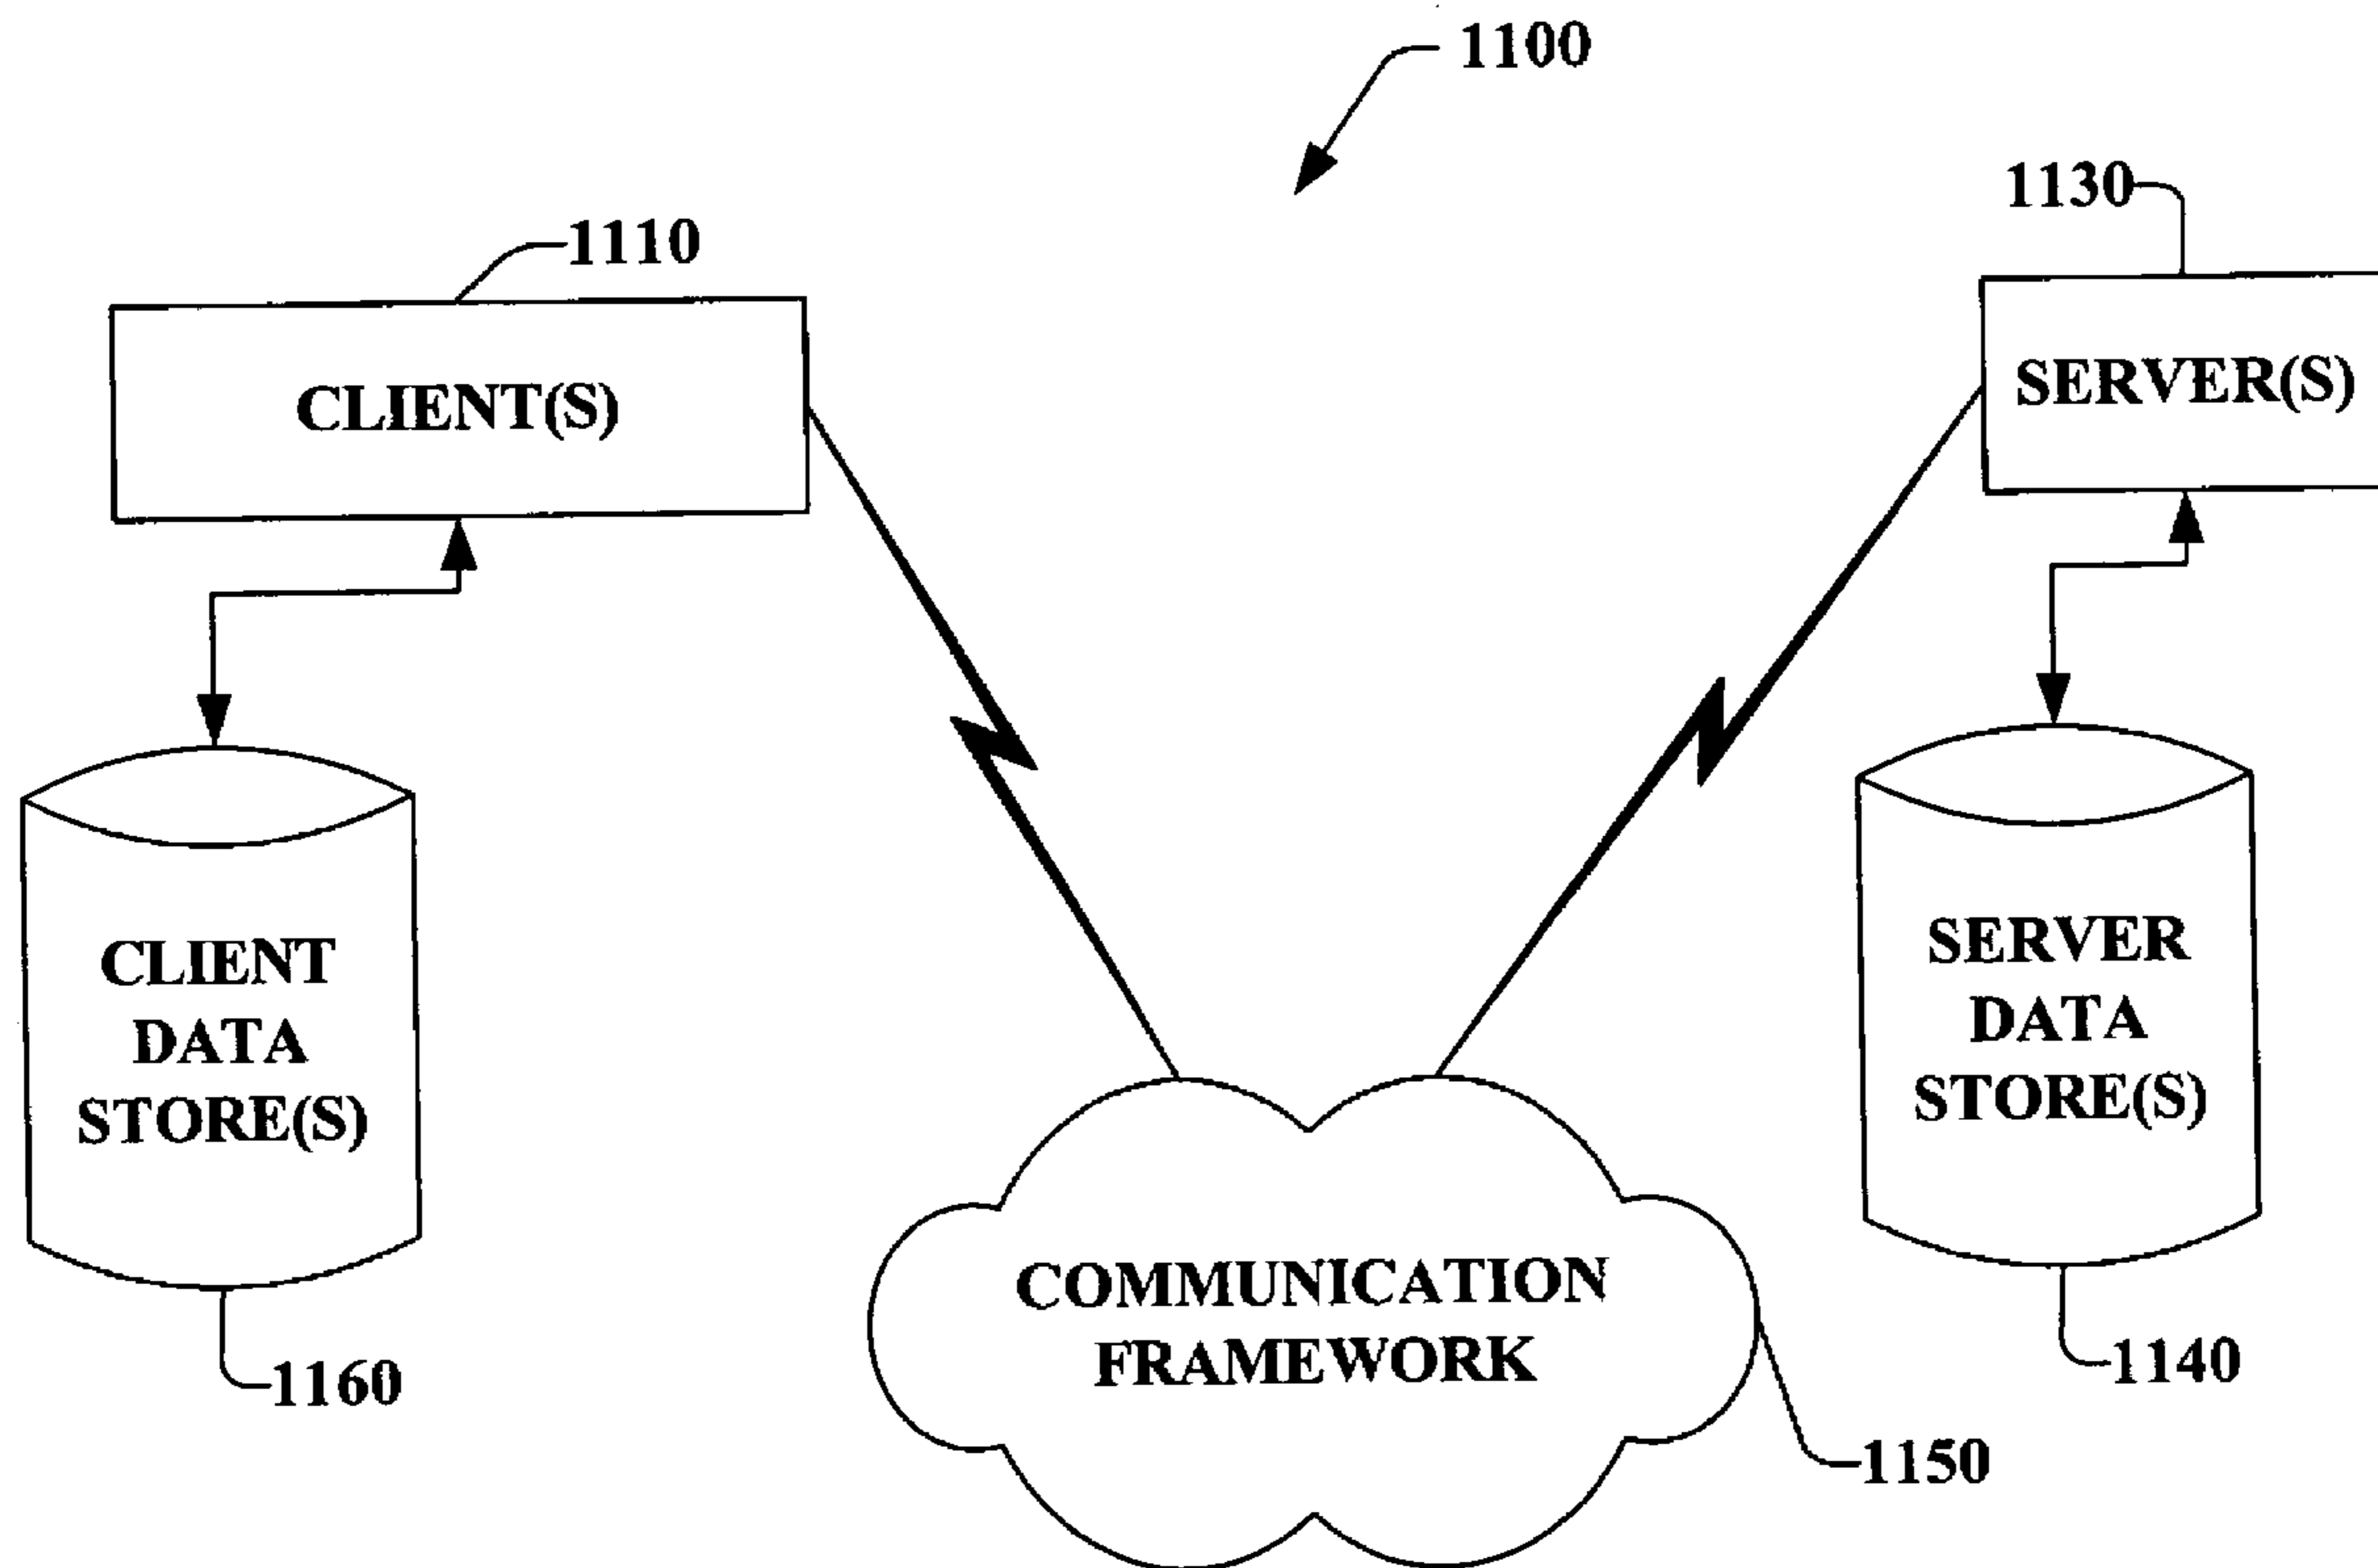 1100
1130
1110
CLIENT(S)
SERVER(S)
CLIENT
DATA
STORE(S)
SERVER
DATA
STORE(S)
COMMUNICATION
FRAMEWORK
1160
1140
1150